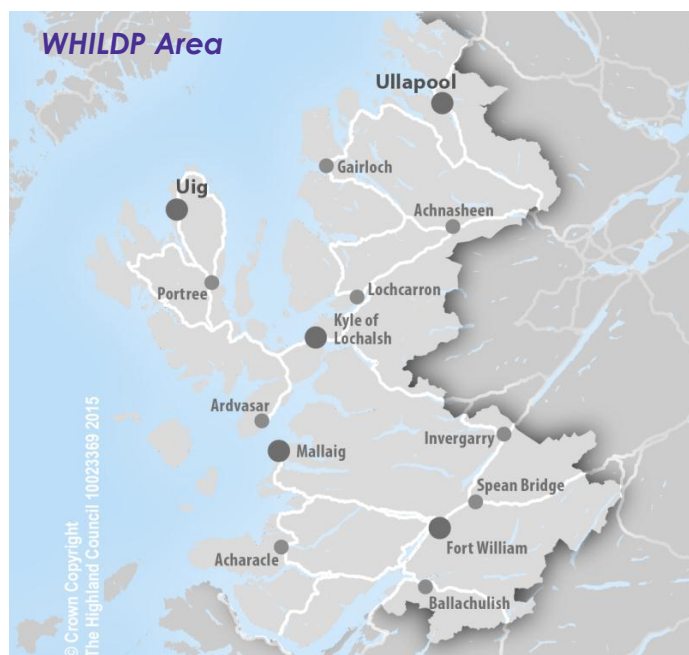 WHILDP Area
Ullapool
Gairloch
Uig
Achnasheen
Portree
Lochcarron
Kyle of
Lochalsh
Ardvasar
Invergarry
Mallaig
Spean Bridge
Fort William
Acharacle
Ballachulish
© Crown Copyright
The Highland Council 10023369 2015